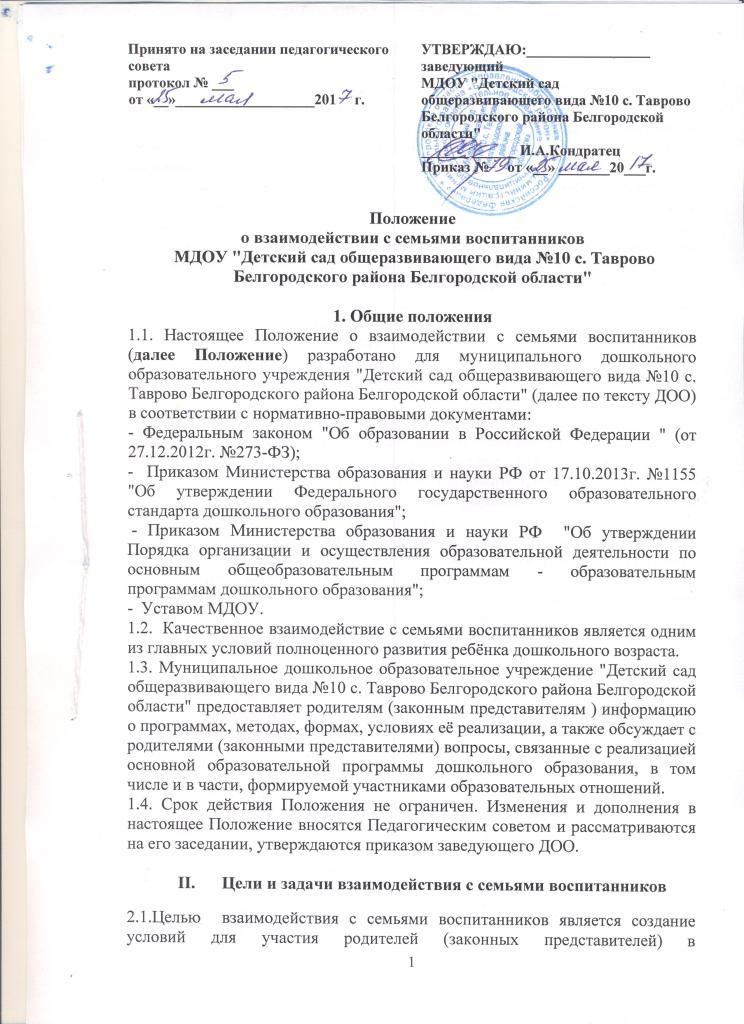 Принято на заседании педагогического
совета
протокол № 5
от «25» мая 2017 г.
УТВЕРЖДАЮ:
заведующий
МДОУ "Детский сад
общеразвивающего вида №10 с. Таврово
Белгородского района Белгородской
области"
И.А.Кондратец
Приказ №79 от «25» мая 2017г.
Положение
о взаимодействии с семьями воспитанников
МДОУ "Детский сад общеразвивающего вида №10 с. Таврово
Белгородского района Белгородской области"
1. Общие положения
1.1. Настоящее Положение о взаимодействии с семьями воспитанников
(далее Положение) разработано для муниципального дошкольного
образовательного учреждения "Детский сад общеразвивающего вида №10 с.
Таврово Белгородского района Белгородской области" (далее по тексту ДОО)
в соответствии с нормативно-правовыми документами:
- Федеральным законом "Об образовании в Российской Федерации " (от
27.12.2012г. №273-ФЗ);
- Приказом Министерства образования и науки РФ от 17.10.2013г. №1155
"Об утверждении Федерального государственного образовательного
стандарта дошкольного образования";
- Приказом Министерства образования и науки РФ "Об утверждении
Порядка организации и осуществления образовательной деятельности по
основным общеобразовательным программам - образовательным
программам дошкольного образования";
- Уставом МДОУ.
1.2. Качественное взаимодействие с семьями воспитанников является одним
из главных условий полноценного развития ребёнка дошкольного возраста.
1.3. Муниципальное дошкольное образовательное учреждение "Детский сад
общеразвивающего вида №10 с. Таврово Белгородского района Белгородской
области" предоставляет родителям (законным представителям ) информацию
о программах, методах, формах, условиях её реализации, а также обсуждает с
родителями (законными представителями) вопросы, связанные с реализацией
основной образовательной программы дошкольного образования, в том
числе и в части, формируемой участниками образовательных отношений.
1.4. Срок действия Положения не ограничен. Изменения и дополнения в
настоящее Положение вносятся Педагогическим советом и рассматриваются
на его заседании, утверждаются приказом заведующего ДОО.
II. Цели и задачи взаимодействия с семьями воспитанников
2.1.Целью взаимодействия с семьями воспитанников является создание
условий для участия родителей (законных представителей) в
1